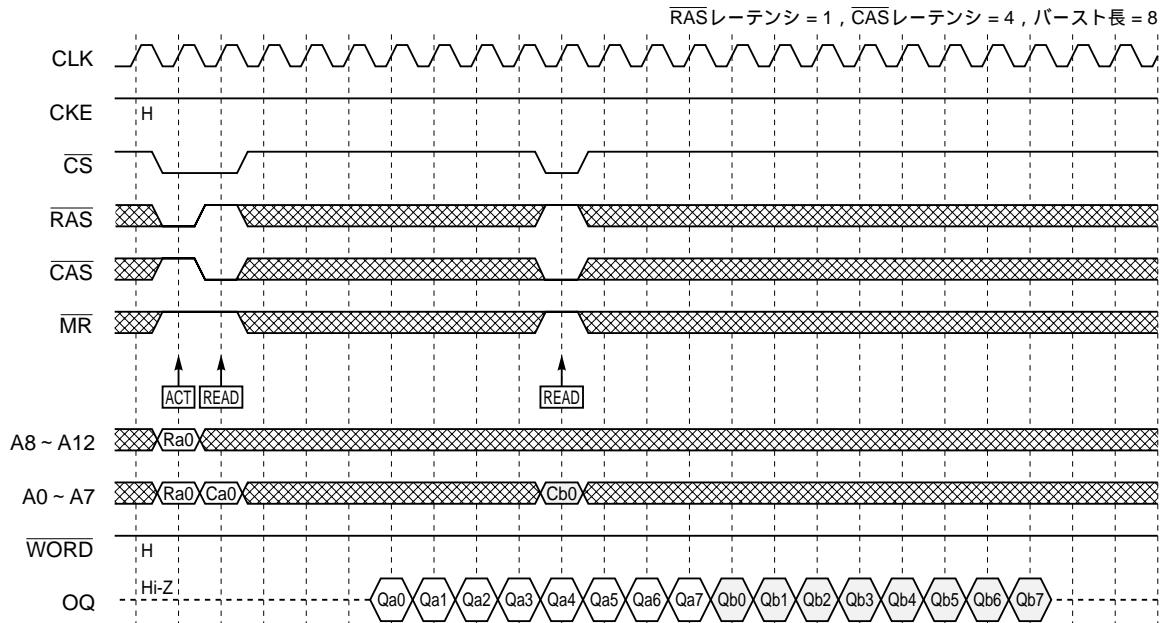 RASレーテンシ = 1 , CASレーテンシ = 4 , バースト長 = 8
CLK
CKE H
CS
RAS
CAS
MR
ACT READ READ
A8 ~ A12 Ra0
A0 ~ A7 Ra0 Ca0 Cb0
WORD H
OQ Hi-Z Qa0 Qa1 Qa2 Qa3 Qa4 Qa5 Qa6 Qa7 Qb0 Qb1 Qb2 Qb3 Qb4 Qb5 Qb6 Qb7